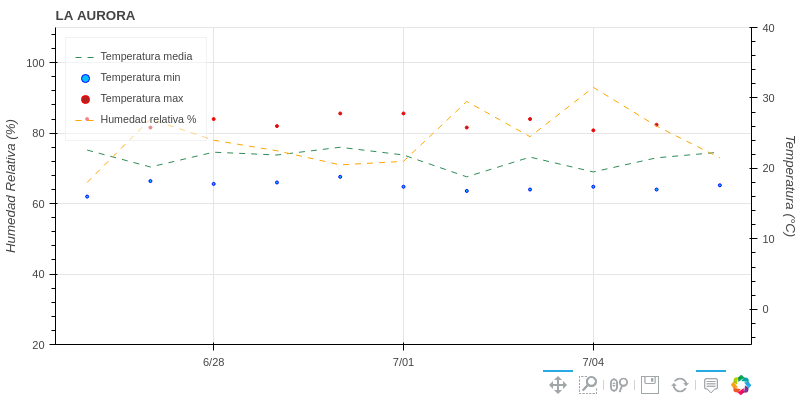 LA AURORA
Temperatura media
Temperatura min
Temperatura max
Humedad relativa %
Humedad Relativa (%)
100
80
60
40
20
40
30
20
10
0
Temperatura (°C)
6/28
7/01
7/04